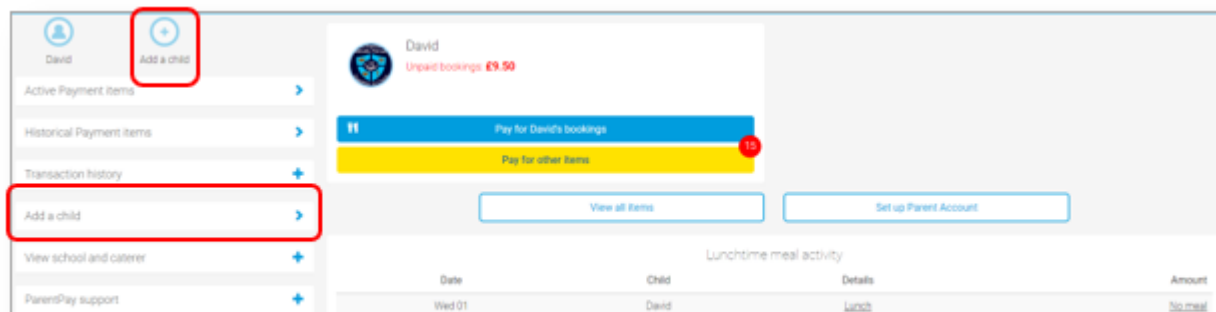 David
Add a child
Active Payment items
Historical Payment items
Transaction history
Add a child
View school and caterer
ParentPay support
David
Unpaid bookings £9.50
Pay for David's bookings
15
Pay for other items
View all items
Set up Parent Account
Lunchtime meal activity
Date Child Details Amount
Wed 01 David Lunch No meal